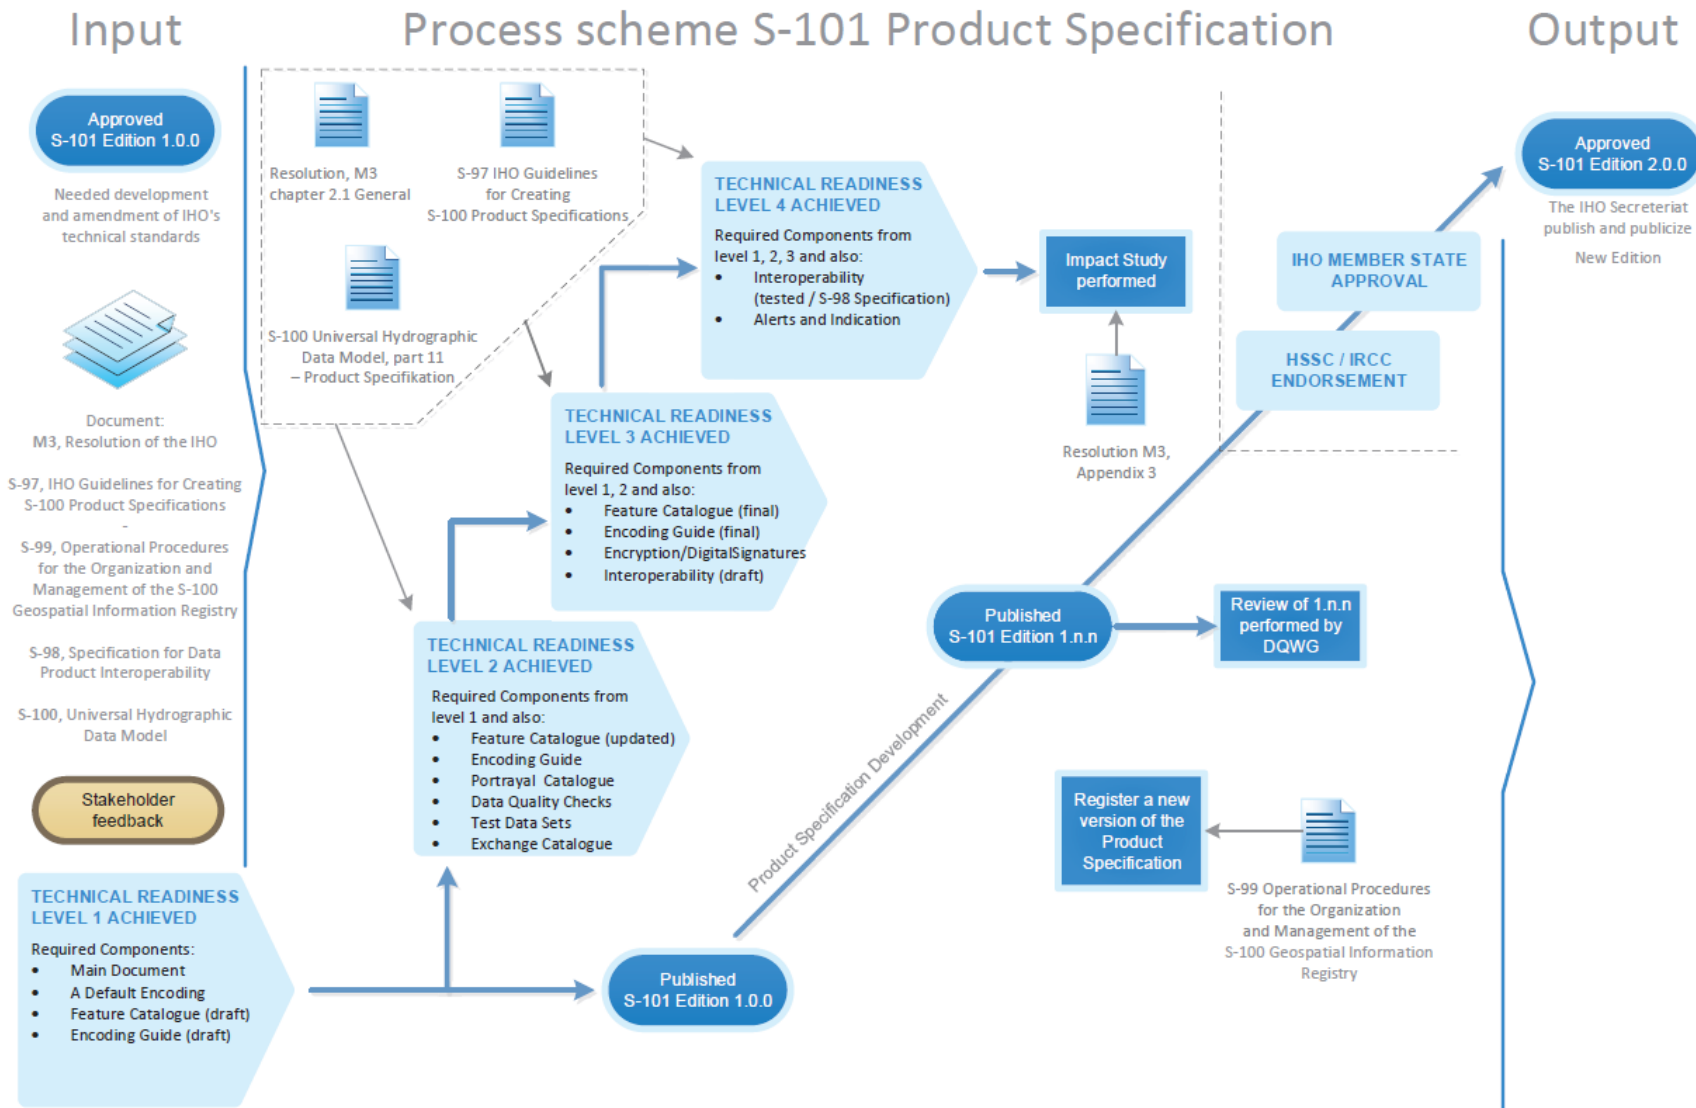 Input
Process scheme S-101 Product Specification
Output
Approved
S-101 Edition 1.0.0
Needed development
and amendment of IHO's
technical standards
Document:
M3, Resolution of the IHO
S-97, IHO Guidelines for Creating
S-100 Product Specifications
-
S-99, Operational Procedures
for the Organization and
Management of the S-100
Geospatial Information Registry
S-98, Specification for Data
Product Interoperability
S-100, Universal Hydrographic
Data Model
Stakeholder
feedback
TECHNICAL READINESS
LEVEL 1 ACHIEVED
Required Components:
• Main Document
• A Default Encoding
• Feature Catalogue (draft)
• Encoding Guide (draft)
Resolution, M3
chapter 2.1 General
S-97 IHO Guidelines
for Creating
S-100 Product Specifications
S-100 Universal Hydrographic
Data Model, part 11
– Product Specifikation
TECHNICAL READINESS
LEVEL 2 ACHIEVED
Required Components from
level 1 and also:
• Feature Catalogue (updated)
• Encoding Guide
• Portrayal Catalogue
• Data Quality Checks
• Test Data Sets
• Exchange Catalogue
TECHNICAL READINESS
LEVEL 3 ACHIEVED
Required Components from
level 1, 2 and also:
• Feature Catalogue (final)
• Encoding Guide (final)
• Encryption/DigitalSignatures
• Interoperability (draft)
TECHNICAL READINESS
LEVEL 4 ACHIEVED
Required Components from
level 1, 2, 3 and also:
• Interoperability
(tested / S-98 Specification)
• Alerts and Indication
Impact Study
performed
Resolution M3,
Appendix 3
Published
S-101 Edition 1.0.0
Product Specification Development
Published
S-101 Edition 1.n.n
Review of 1.n.n
performed by
DQWG
Register a new
version of the
Product
Specification
S-99 Operational Procedures
for the Organization
and Management of the
S-100 Geospatial Information
Registry
HSSC / IRCC
ENDORSEMENT
IHO MEMBER STATE
APPROVAL
Approved
S-101 Edition 2.0.0
The IHO Secreteriat
publish and publicize
New Edition